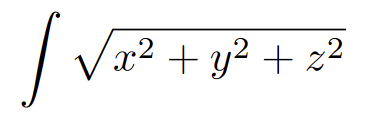 ∫ √(x² + y² + z²)